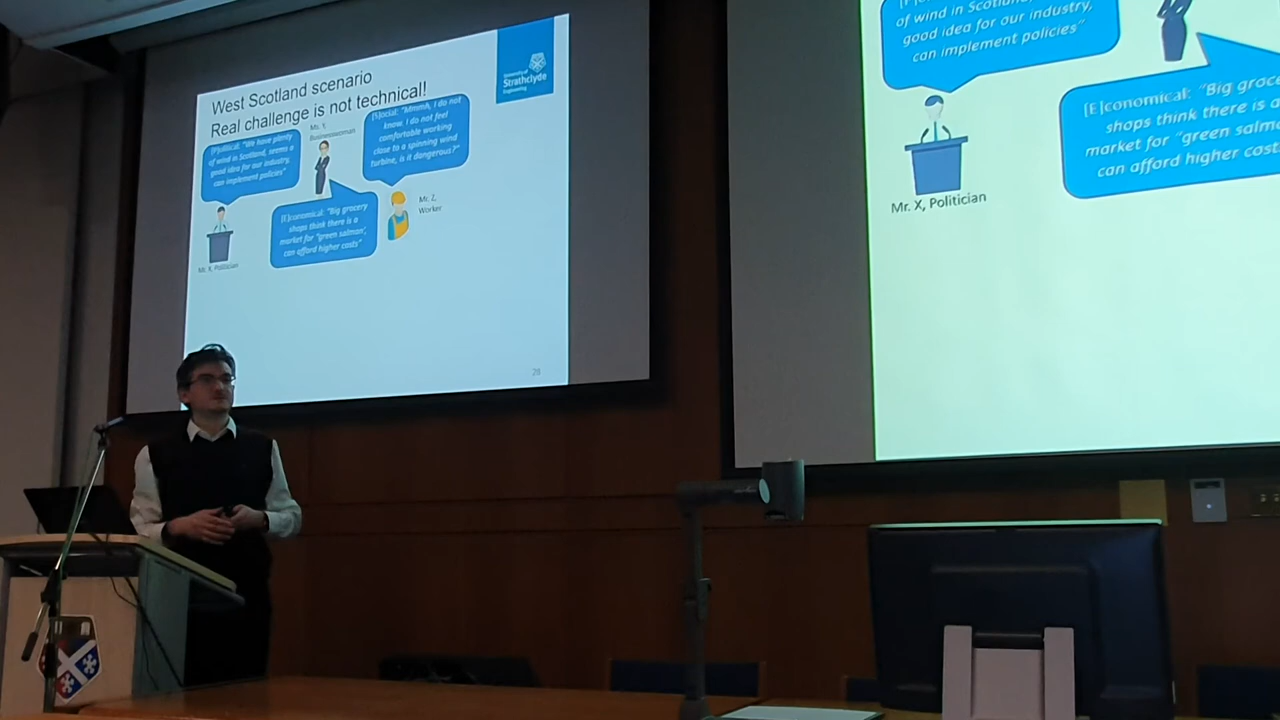 West Scotland scenario
Real challenge is not technical!
University of
Strathclyde
Engineering
[P]olitical: "We have plenty
of wind in Scotland, seems a
good idea for our industry,
can implement policies"
Ms. Y,
Businesswoman
[S]ocial: "Mmmh, I do not
know. I do not feel
comfortable working
close to a spinning wind
turbine, is it dangerous?"
[E]conomical: "Big grocery
shops think there is a
market for "green salmon',
can afford higher costs"
Mr. Z,
Worker
Mr. X, Politician
28
of wind in Scotland,
good idea for our industry,
can implement policies"
[E]conomical: "Big groce
shops think there is a
market for "green salmo
can afford higher costs
Mr. X, Politician